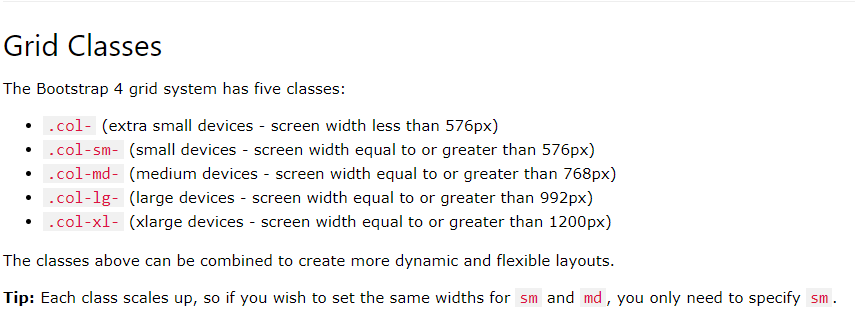 Grid Classes
The Bootstrap 4 grid system has five classes:
• .col- (extra small devices - screen width less than 576px)
• .col-sm- (small devices - screen width equal to or greater than 576px)
• .col-md- (medium devices - screen width equal to or greater than 768px)
• .col-lg- (large devices - screen width equal to or greater than 992px)
• .col-xl- (xlarge devices - screen width equal to or greater than 1200px)
The classes above can be combined to create more dynamic and flexible layouts.
Tip: Each class scales up, so if you wish to set the same widths for sm and md, you only need to specify sm.